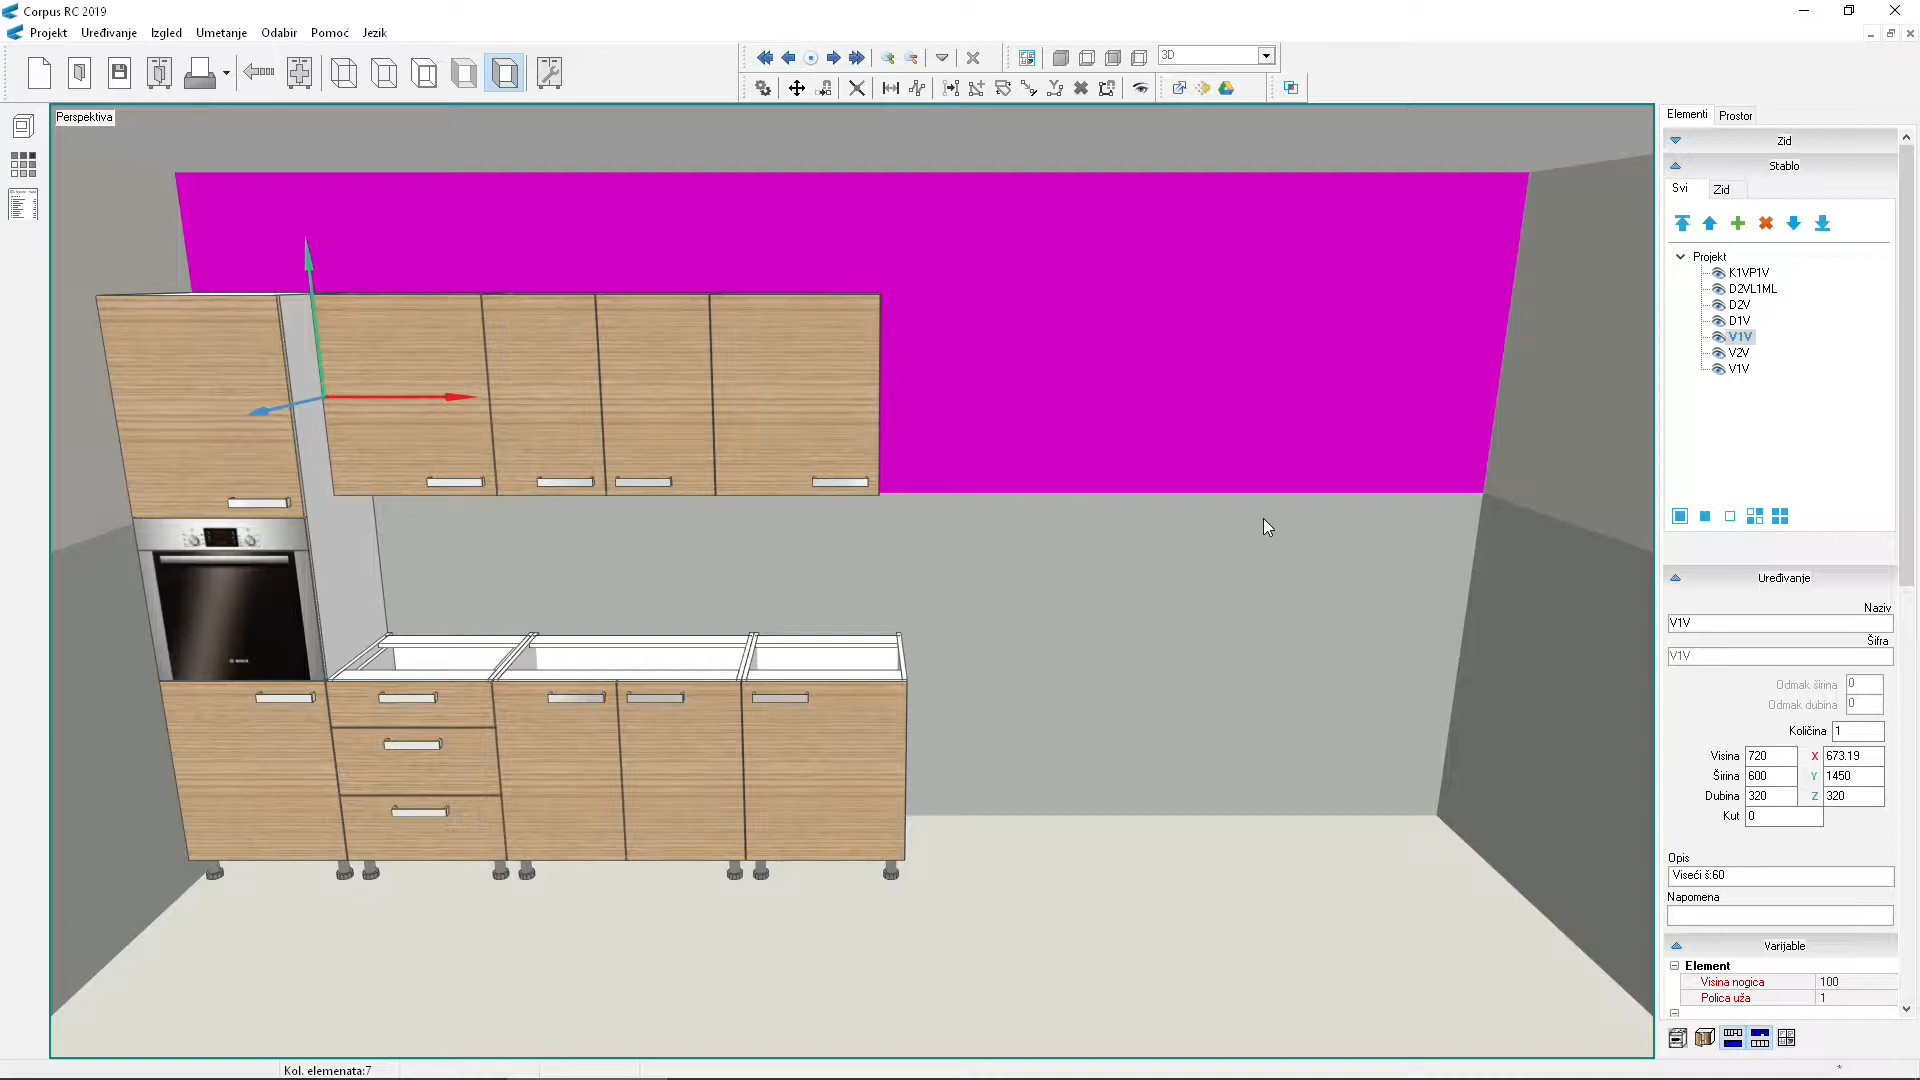 Corpus RC 2019
Projekt Uređivanje Izgled Umetanje Odabir Pomoć Jezik
3D
Perspektiva
Elementi Prostor
Zid
Stablo
Svi Zid
Projekt
K1VP1V
D2VL1ML
D2V
D1V
V1V
V2V
V1V
Uređivanje
Naziv
V1V
Šifra
V1V
Odmak širina 0
Odmak dubina 0
Količina 1
Visina 720 X 673.19
Širina 600 Y 1450
Dubina 320 Z 320
Kut 0
Opis
Viseći š:60
Napomena
Varijable
Element
Visina nogica 100
Polica uža 1
Kol. elemenata:7